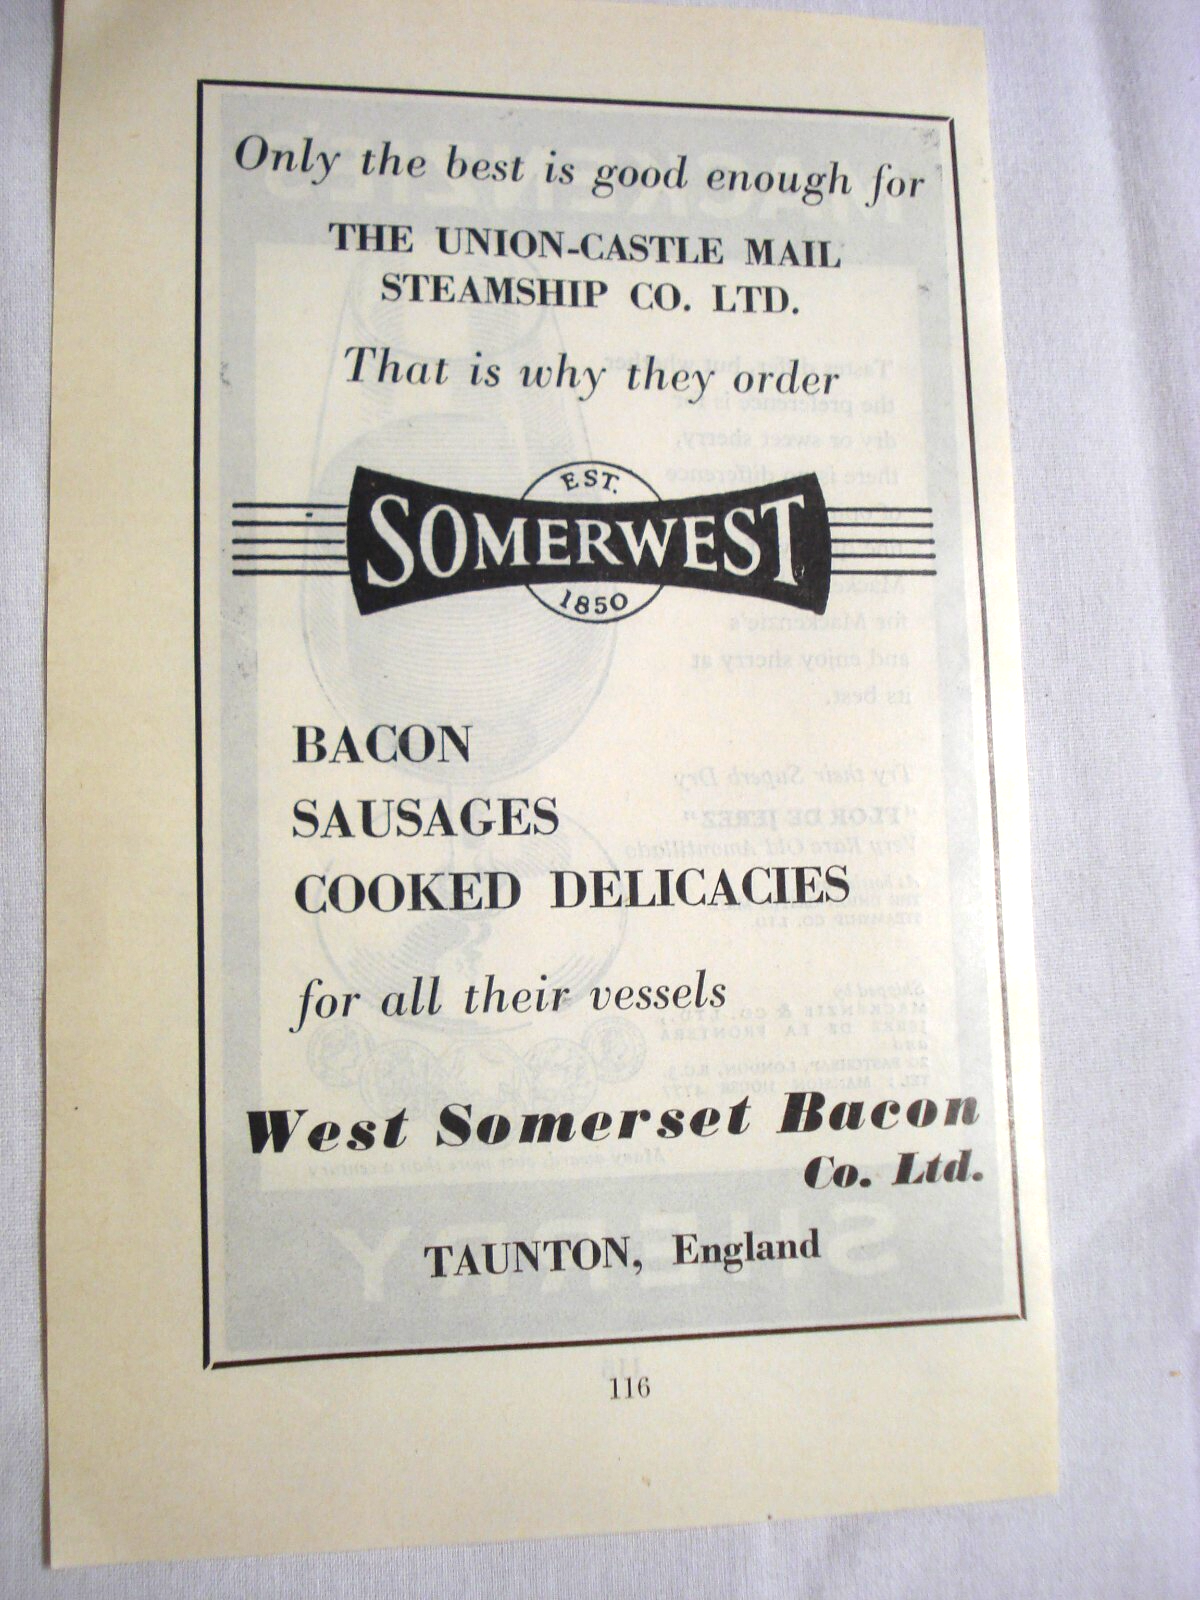 Only the best is good enough for
THE UNION-CASTLE MAIL
STEAMSHIP CO. LTD.
That is why they order
EST.
SOMERWEST
1850
BACON
SAUSAGES
COOKED DELICACIES
for all their vessels
West Somerset Bacon
Co. Ltd.
TAUNTON, England
116